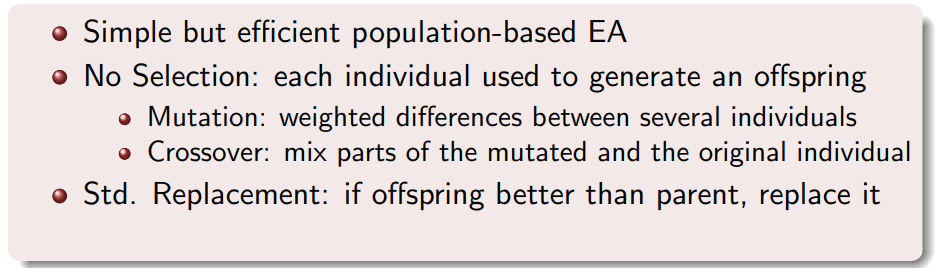 Simple but efficient population-based EA
No Selection: each individual used to generate an offspring
Mutation: weighted differences between several individuals
Crossover: mix parts of the mutated and the original individual
Std. Replacement: if offspring better than parent, replace it